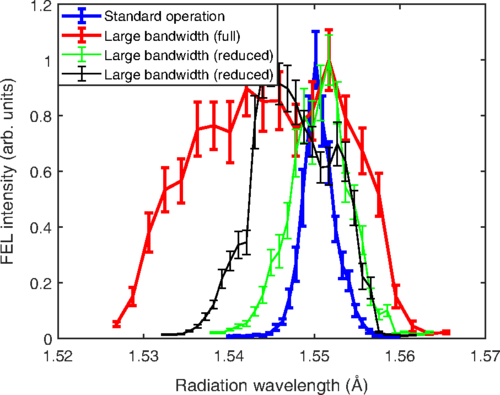 1.2
1
0.8
0.6
0.4
0.2
0
FEL intensity (arb. units)
Standard operation
Large bandwidth (full)
Large bandwidth (reduced)
Large bandwidth (reduced)
1.52 1.53 1.54 1.55 1.56 1.57
Radiation wavelength (Å)